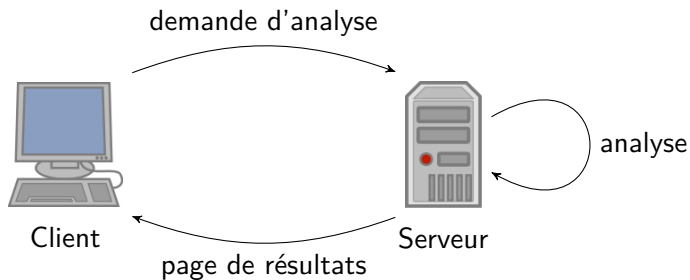 demande d'analyse
analyse
Client
Serveur
page de résultats